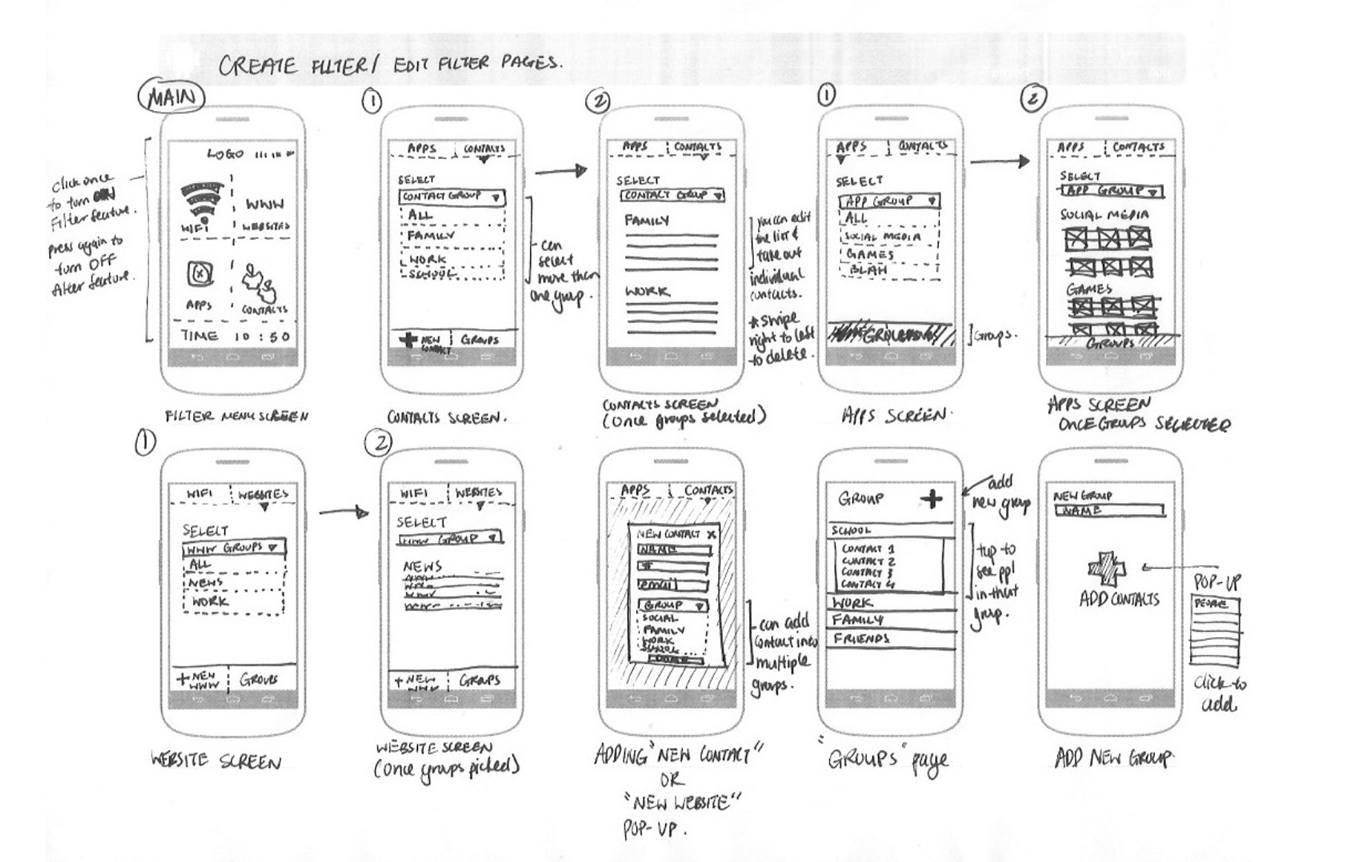 CREATE FILTER / EDIT FILTER PAGES.
MAIN
click once
to turn ON
Filter feature.
press again to
turn OFF
filter feature.
LOGO
WIFI
WWW
WEBSITES
APPS
CONTACTS
TIME 10:50
FILTER MENU SCREEN
1
APPS CONTACTS
SELECT
CONTACT GROUP
ALL
FAMILY
WORK
SCHOOL
+ NEW
CONTACT
GROUPS
can
select
more than
one group.
CONTACTS SCREEN.
2
APPS CONTACTS
SELECT
CONTACT GROUP
FAMILY
WORK
you can edit
the list &
take out
individual
contacts.
* Swipe
right to left
to delete.
CONTACTS SCREEN
(once groups selected)
1
APPS CONTACTS
SELECT
APP GROUP
ALL
SOCIAL MEDIA
GAMES
BLAH
Groups.
APPS SCREEN.
2
APPS CONTACTS
SELECT
APP GROUP
SOCIAL MEDIA
GAMES
GROUPS
APPS SCREEN
ONCE GROUPS SELECTED
1
WIFI WEBSITES
SELECT
WWW GROUPS
ALL
NEWS
WORK
+ NEW
WWW
GROUPS
WEBSITE SCREEN
2
WIFI WEBSITES
SELECT
WWW GROUP
NEWS
+ NEW
WWW
GROUPS
WEBSITE SCREEN
(once groups picked)
APPS CONTACTS
NEW CONTACT X
NAME
#
email
GROUP
SOCIAL
FAMILY
WORK
SCHOOL
can add
contact into
multiple
groups.
ADDING "NEW CONTACT"
OR
"NEW WEBSITE"
POP-UP.
GROUP +
add
new group
SCHOOL
CONTACT 1
CONTACT 2
CONTACT 3
CONTACT 4
WORK
FAMILY
FRIENDS
tap to
see ppl
in that
group.
"GROUPS" page
NEW GROUP
NAME
ADD CONTACTS
POP-UP
PEOPLE
click to
add
ADD NEW GROUP.